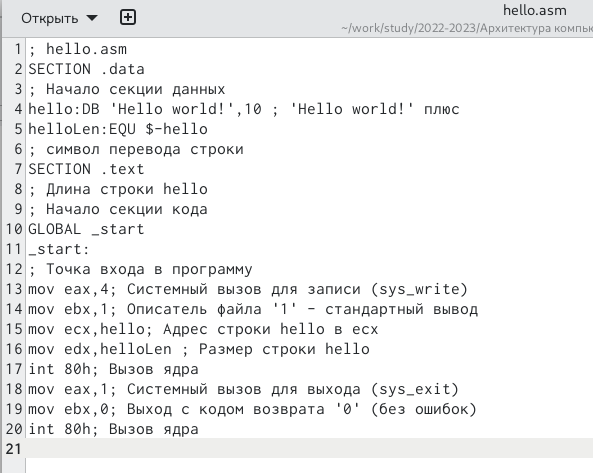 Открыть
hello.asm
~/work/study/2022-2023/Архитектура
1 ; hello.asm
2 SECTION .data
3 ; Начало секции данных
4 hello:DB 'Hello world!',10 ; 'Hello world!' плюс
5 helloLen:EQU $-hello
6 ; символ перевода строки
7 SECTION .text
8 ; Длина строки hello
9 ; Начало секции кода
10 GLOBAL _start
11 _start:
12 ; Точка входа в программу
13 mov eax,4; Системный вызов для записи (sys_write)
14 mov ebx,1; Описатель файла '1' - стандартный вывод
15 mov ecx,hello; Адрес строки hello в ecx
16 mov edx,helloLen ; Размер строки hello
17 int 80h; Вызов ядра
18 mov eax,1; Системный вызов для выхода (sys_exit)
19 mov ebx,0; Выход с кодом возврата '0' (без ошибок)
20 int 80h; Вызов ядра
21